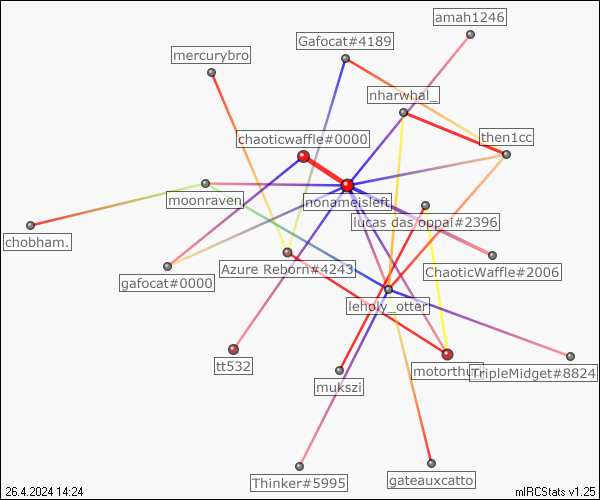 amah1246
Gafocat#4189
mercurybro
nharwhal_
chaoticwaffle#0000
then1cc
moonraven
nonameisleft
lucas das oppai#2396
chobham.
gafocat#0000
Azure Reborn#4243
ChaoticWaffle#2006
leholy_otter
tt532
mukszi
TripleMidget#8824
Thinker#5995
gateauxcatto
26.4.2024 14:24
mIRCStats v1.25